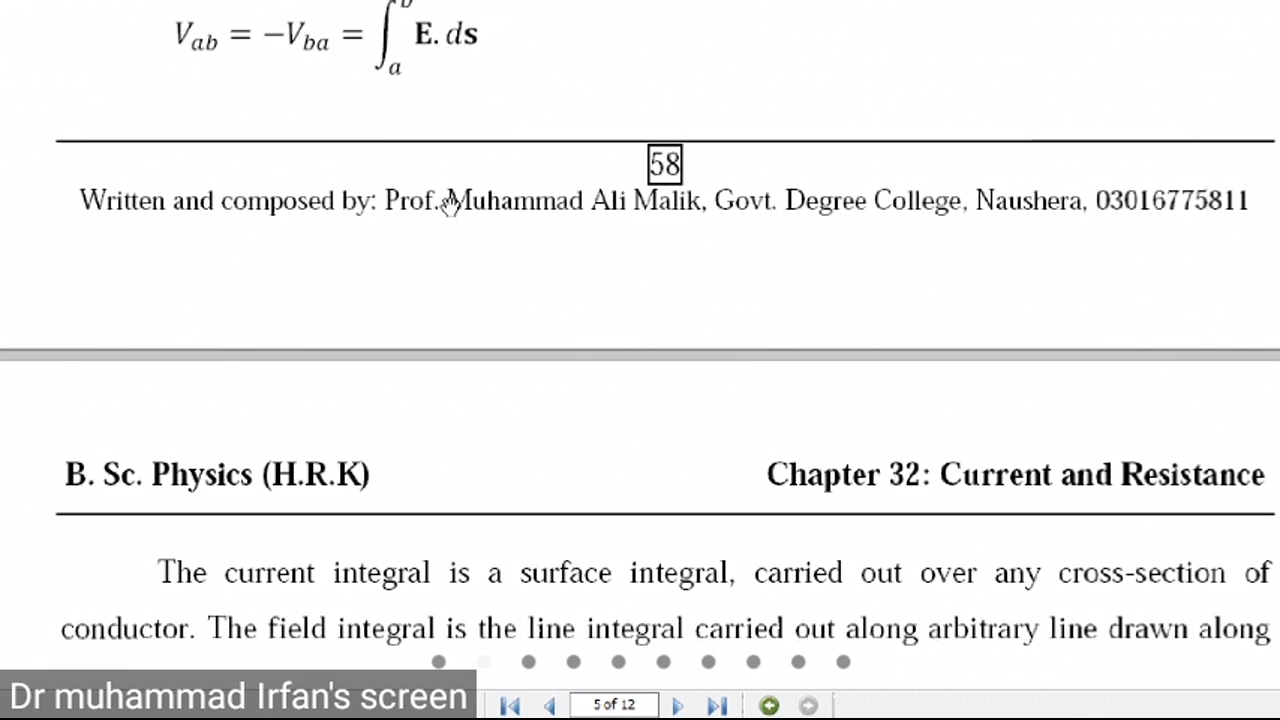 V_ab = −V_ba = ∫_a^b E. ds
58
Written and composed by: Prof. Muhammad Ali Malik, Govt. Degree College, Naushera, 03016775811
B. Sc. Physics (H.R.K) Chapter 32: Current and Resistance
The current integral is a surface integral, carried out over any cross-section of
conductor. The field integral is the line integral carried out along arbitrary line drawn along
Dr muhammad Irfan's screen 5 of 12